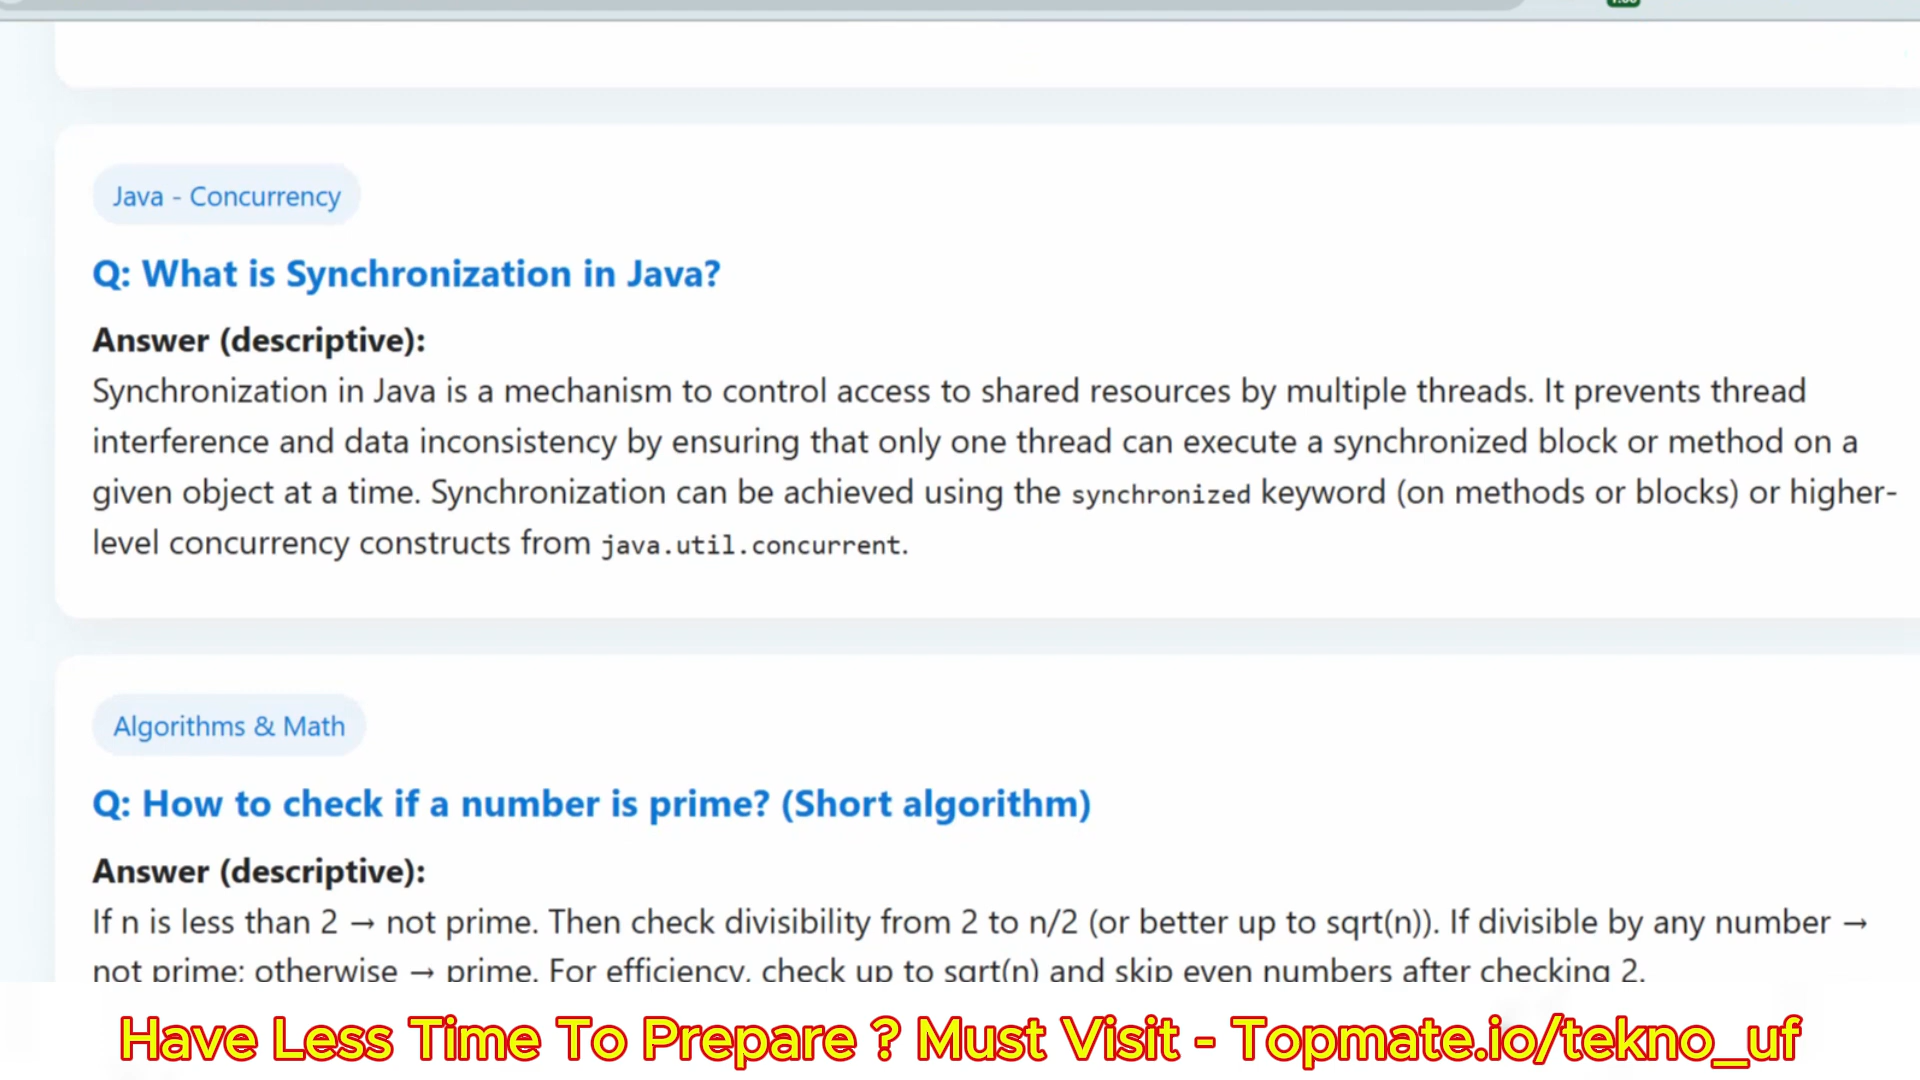 Java - Concurrency
Q: What is Synchronization in Java?
Answer (descriptive):
Synchronization in Java is a mechanism to control access to shared resources by multiple threads. It prevents thread
interference and data inconsistency by ensuring that only one thread can execute a synchronized block or method on a
given object at a time. Synchronization can be achieved using the synchronized keyword (on methods or blocks) or higher-
level concurrency constructs from java.util.concurrent.
Algorithms & Math
Q: How to check if a number is prime? (Short algorithm)
Answer (descriptive):
If n is less than 2 → not prime. Then check divisibility from 2 to n/2 (or better up to sqrt(n)). If divisible by any number →
not prime; otherwise → prime. For efficiency, check up to sqrt(n) and skip even numbers after checking 2.
Have Less Time To Prepare ? Must Visit - Topmate.io/tekno_uf